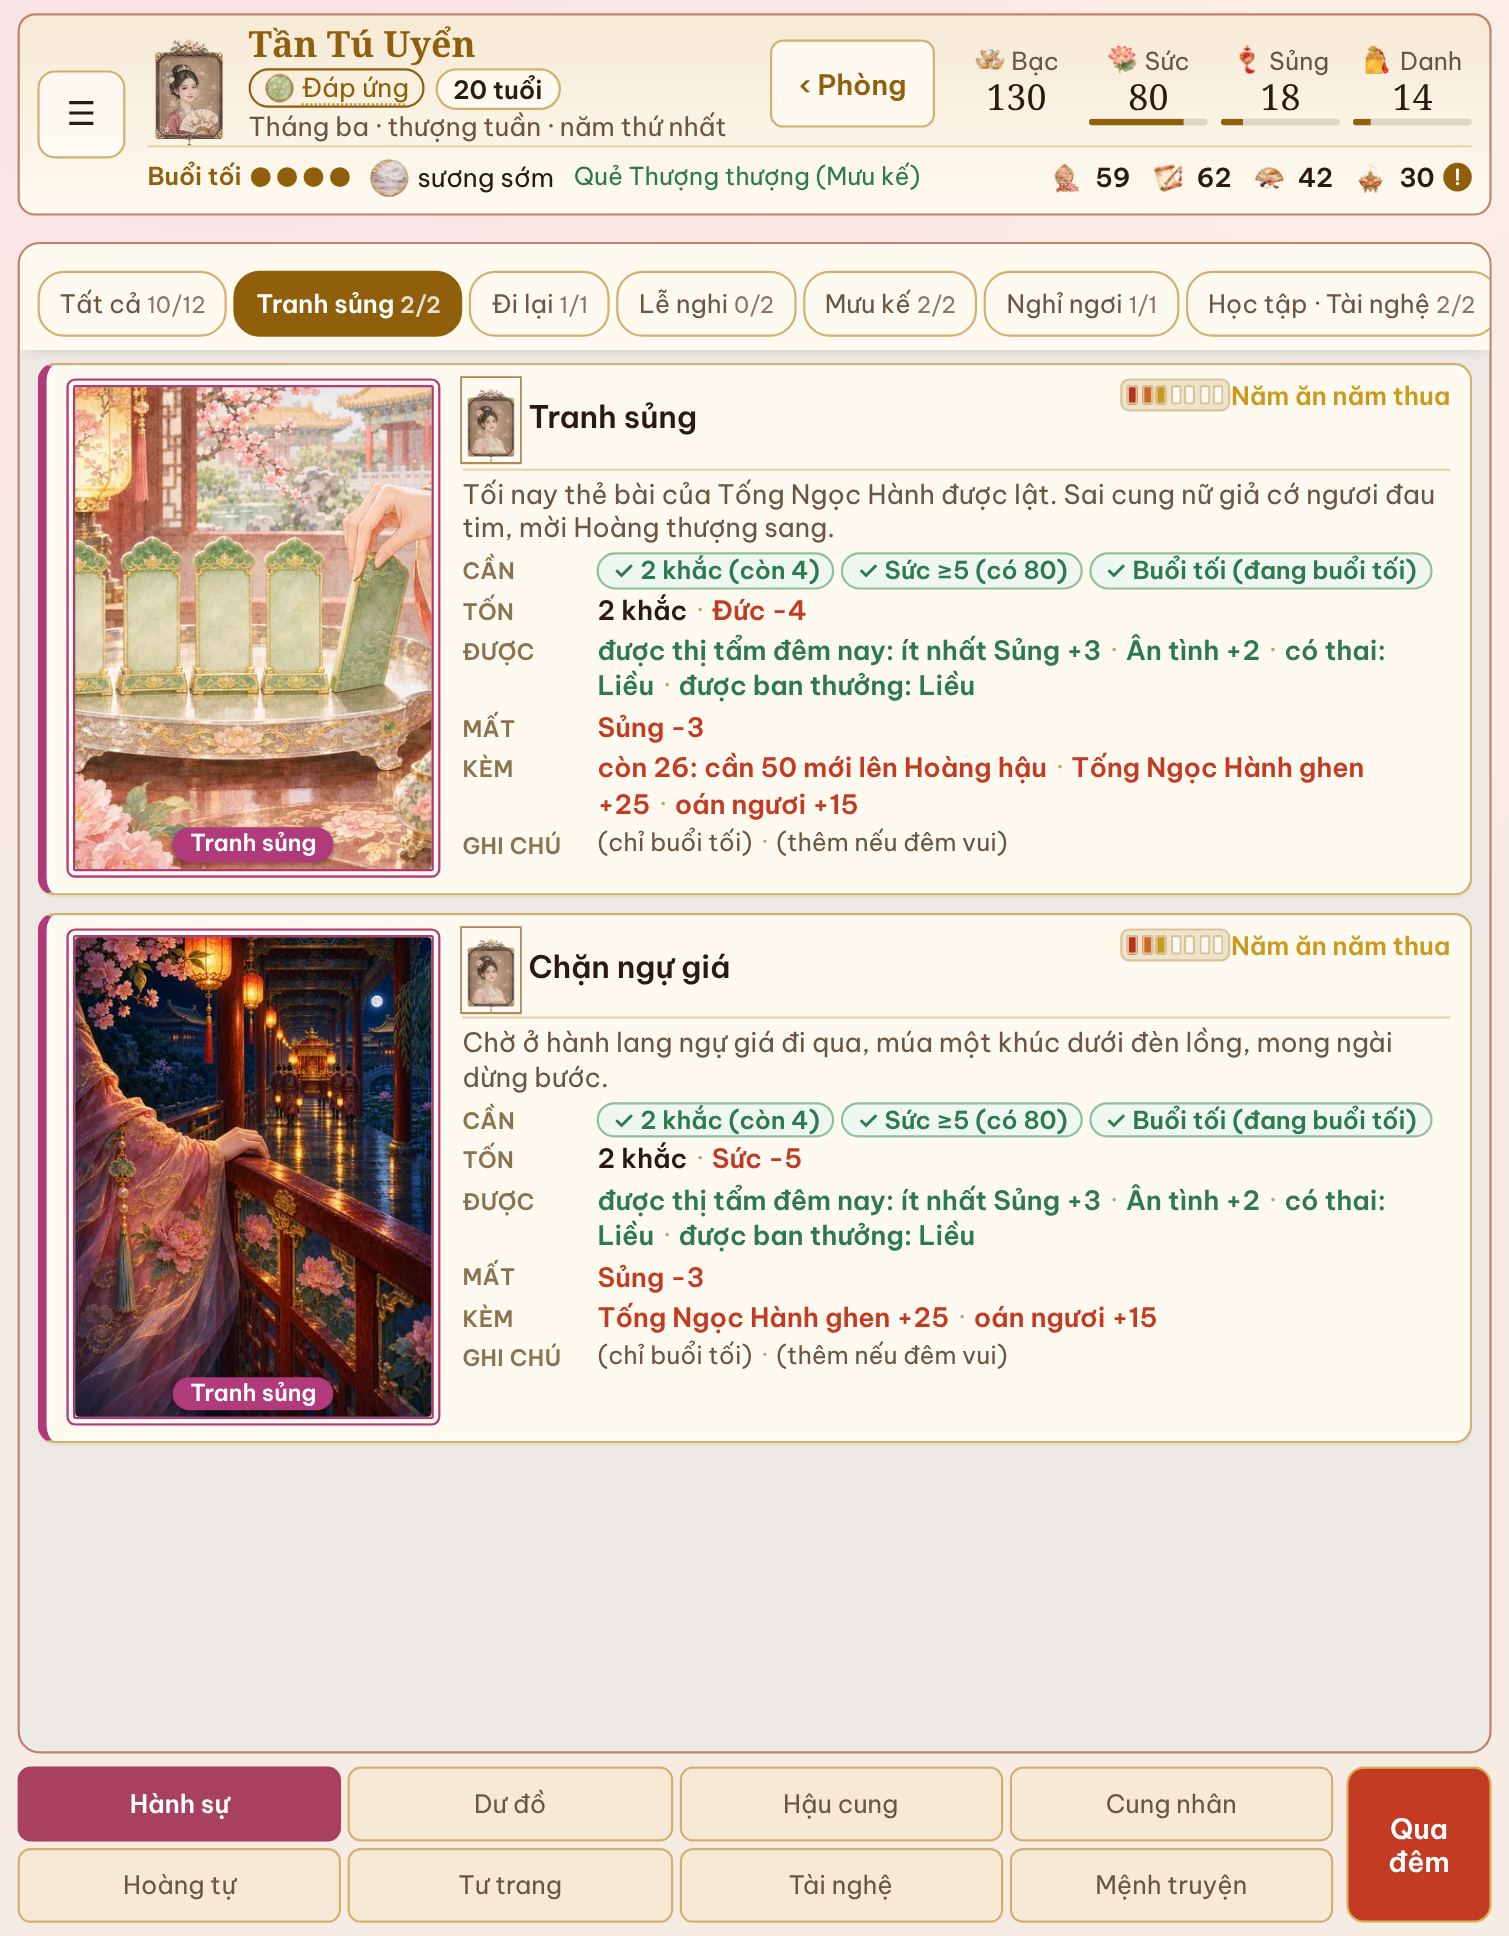 ☰
Tần Tú Uyển
Đáp ứng
20 tuổi
Tháng ba · thượng tuần · năm thứ nhất
‹ Phòng
Bạc
130
Sức
80
Sủng
18
Danh
14
Buổi tối
sương sớm
Quẻ Thượng thượng (Mưu kế)
59
62
42
30
!
Tất cả 10/12
Tranh sủng 2/2
Đi lại 1/1
Lễ nghi 0/2
Mưu kế 2/2
Nghỉ ngơi 1/1
Học tập · Tài nghệ 2/2
Tranh sủng
Tranh sủng
Năm ăn năm thua
Tối nay thẻ bài của Tống Ngọc Hành được lật. Sai cung nữ giả cớ ngươi đau
tim, mời Hoàng thượng sang.
CẦN
✓ 2 khắc (còn 4)
✓ Sức ≥5 (có 80)
✓ Buổi tối (đang buổi tối)
TỐN
2 khắc · Đức -4
ĐƯỢC
được thị tẩm đêm nay: ít nhất Sủng +3 · Ân tình +2 · có thai:
Liều · được ban thưởng: Liều
MẤT
Sủng -3
KÈM
còn 26: cần 50 mới lên Hoàng hậu · Tống Ngọc Hành ghen
+25 · oán ngươi +15
GHI CHÚ
(chỉ buổi tối) · (thêm nếu đêm vui)
Tranh sủng
Chặn ngự giá
Năm ăn năm thua
Chờ ở hành lang ngự giá đi qua, múa một khúc dưới đèn lồng, mong ngài
dừng bước.
CẦN
✓ 2 khắc (còn 4)
✓ Sức ≥5 (có 80)
✓ Buổi tối (đang buổi tối)
TỐN
2 khắc · Sức -5
ĐƯỢC
được thị tẩm đêm nay: ít nhất Sủng +3 · Ân tình +2 · có thai:
Liều · được ban thưởng: Liều
MẤT
Sủng -3
KÈM
Tống Ngọc Hành ghen +25 · oán ngươi +15
GHI CHÚ
(chỉ buổi tối) · (thêm nếu đêm vui)
Hành sự
Dư đồ
Hậu cung
Cung nhân
Qua
đêm
Hoàng tự
Tư trang
Tài nghệ
Mệnh truyện